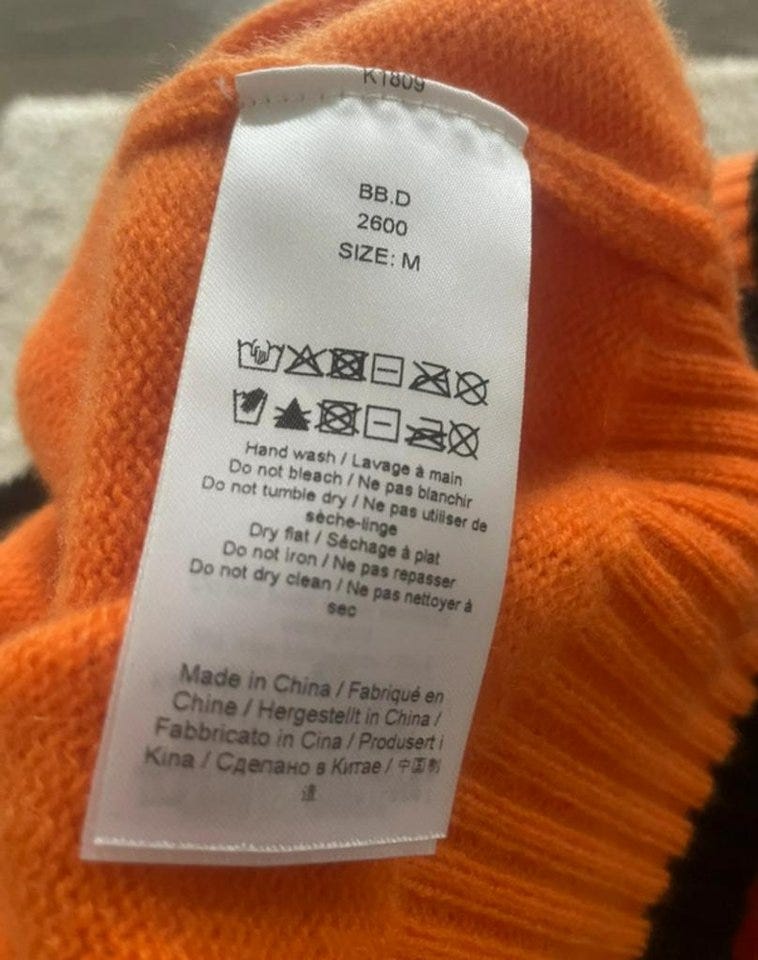 K1809
BB.D
2600
SIZE: M
Hand wash / Lavage à main
Do not bleach / Ne pas blanchir
Do not tumble dry / Ne pas utiliser de
sèche-linge
Dry flat / Séchage à plat
Do not iron / Ne pas repasser
Do not dry clean / Ne pas nettoyer à
sec
Made in China / Fabriqué en
Chine / Hergestellt in China /
Fabbricato in Cina / Produsert i
Kina / Сделано в Китае / 中国制
造